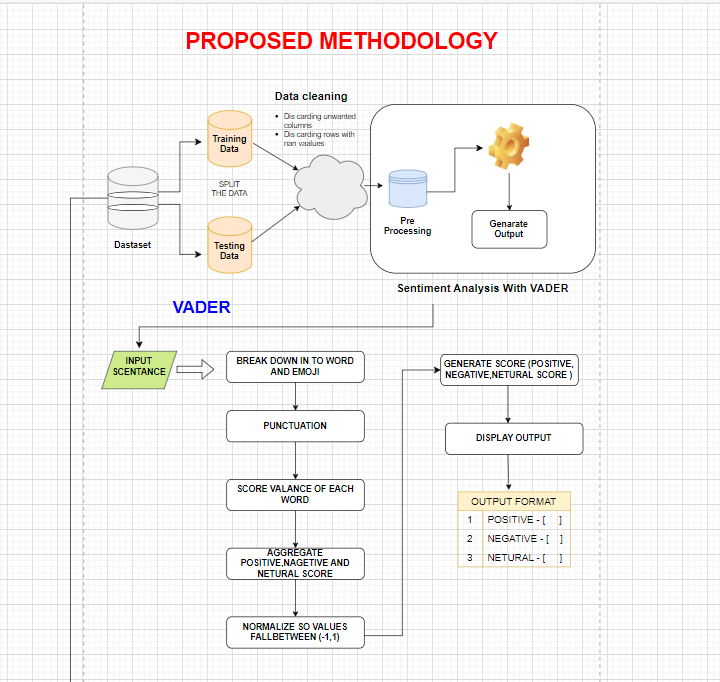 PROPOSED METHODOLOGY
Data cleaning
Dis carding unwanted
columns
Dis carding rows with
nan vaalues
Training
Data
SPLIT
THE DATA
Dastaset
Testing
Data
Pre
Processing
Genarate
Output
Sentiment Analysis With VADER
VADER
INPUT
SCENTANCE
BREAK DOWN IN TO WORD
AND EMOJI
PUNCTUATION
SCORE VALANCE OF EACH
WORD
AGGREGATE
POSITIVE,NAGETIVE AND
NETURAL SCORE
NORMALIZE SO VALUES
FALLBETWEEN (-1,1)
GENERATE SCORE (POSITIVE,
NEGATIVE,NETURAL SCORE )
DISPLAY OUTPUT
OUTPUT FORMAT
1 POSITIVE - [ ]
2 NEGATIVE - [ ]
3 NETURAL - [ ]